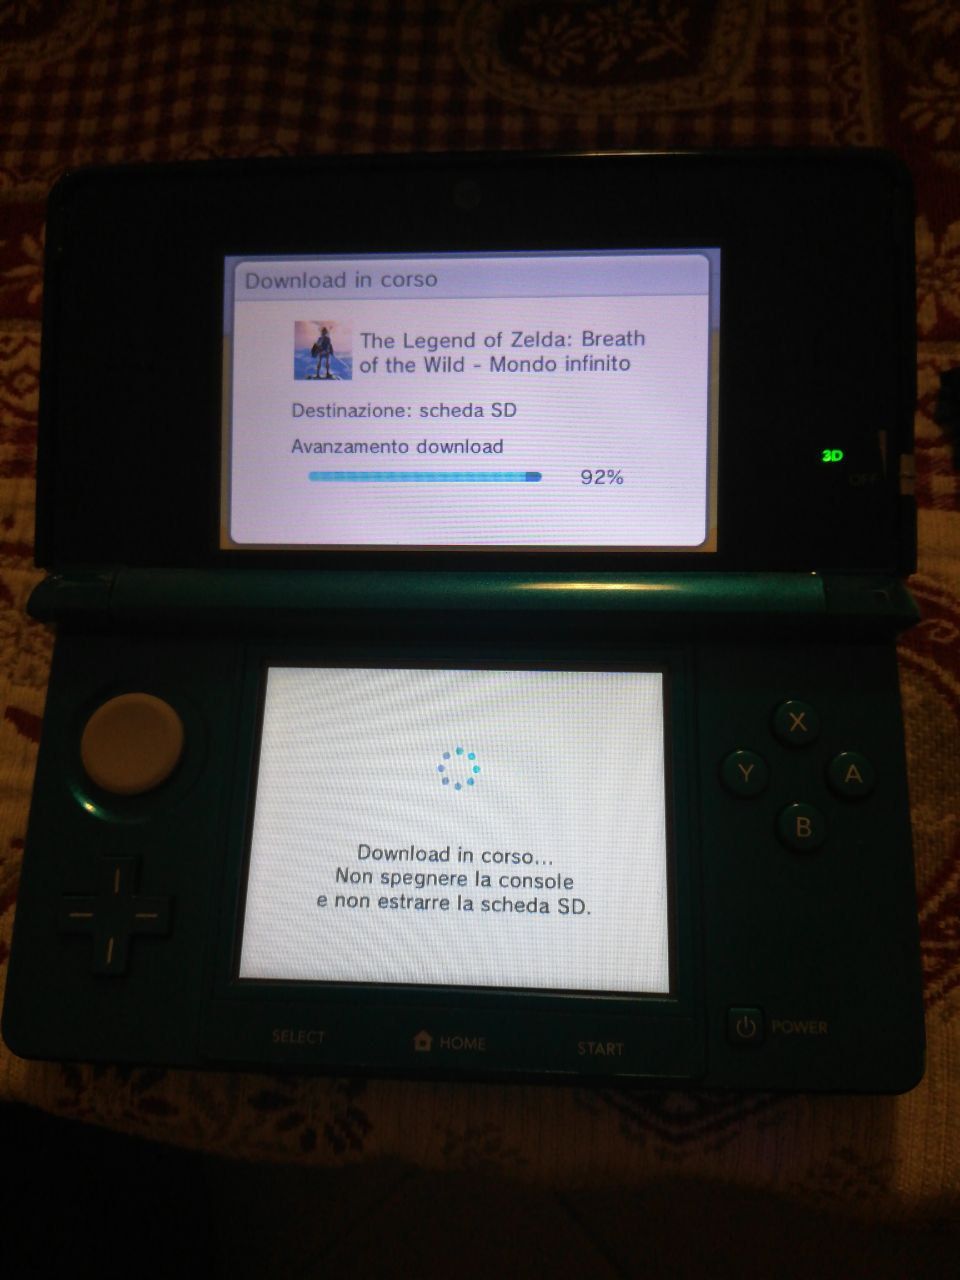 Download in corso
The Legend of Zelda: Breath
of the Wild - Mondo infinito
Destinazione: scheda SD
Avanzamento download
92%
3D
OFF
Download in corso...
Non spegnere la console
e non estrarre la scheda SD.
X
Y
A
B
SELECT
HOME
START
POWER